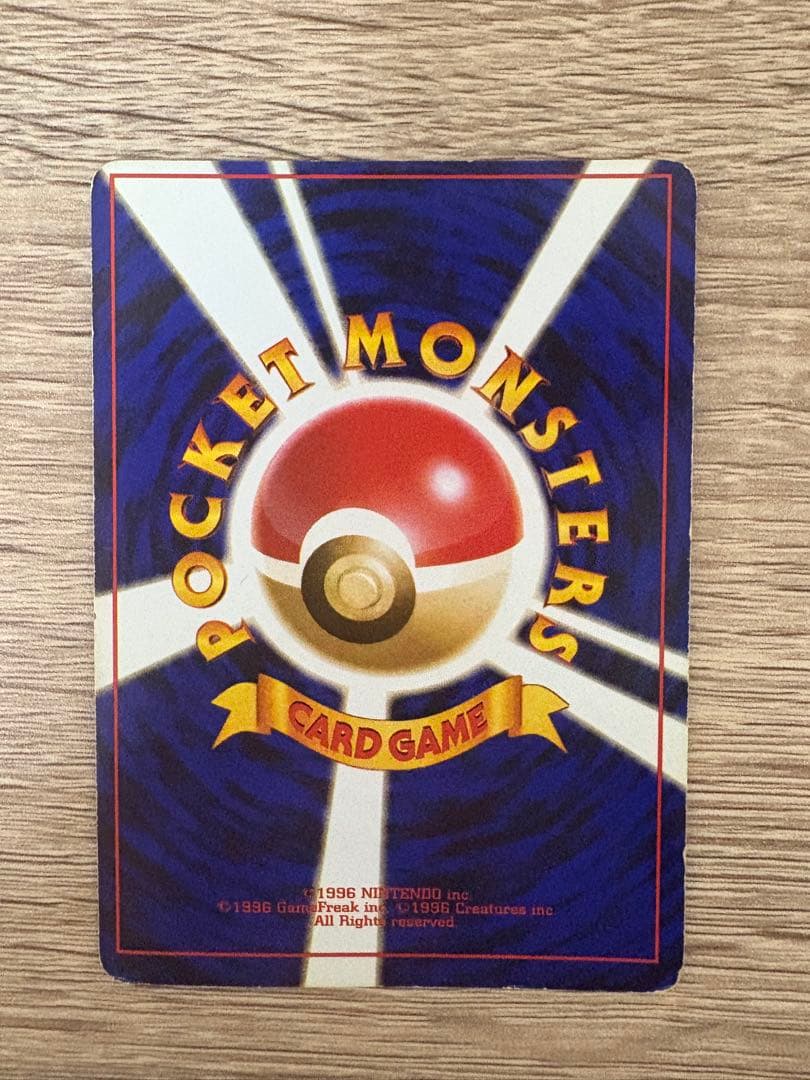 POCKET MONSTERS
CARD GAME
©1996 NINTENDO inc.
©1996 GameFreak inc. ©1996 Creatures inc.
All Rights reserved.